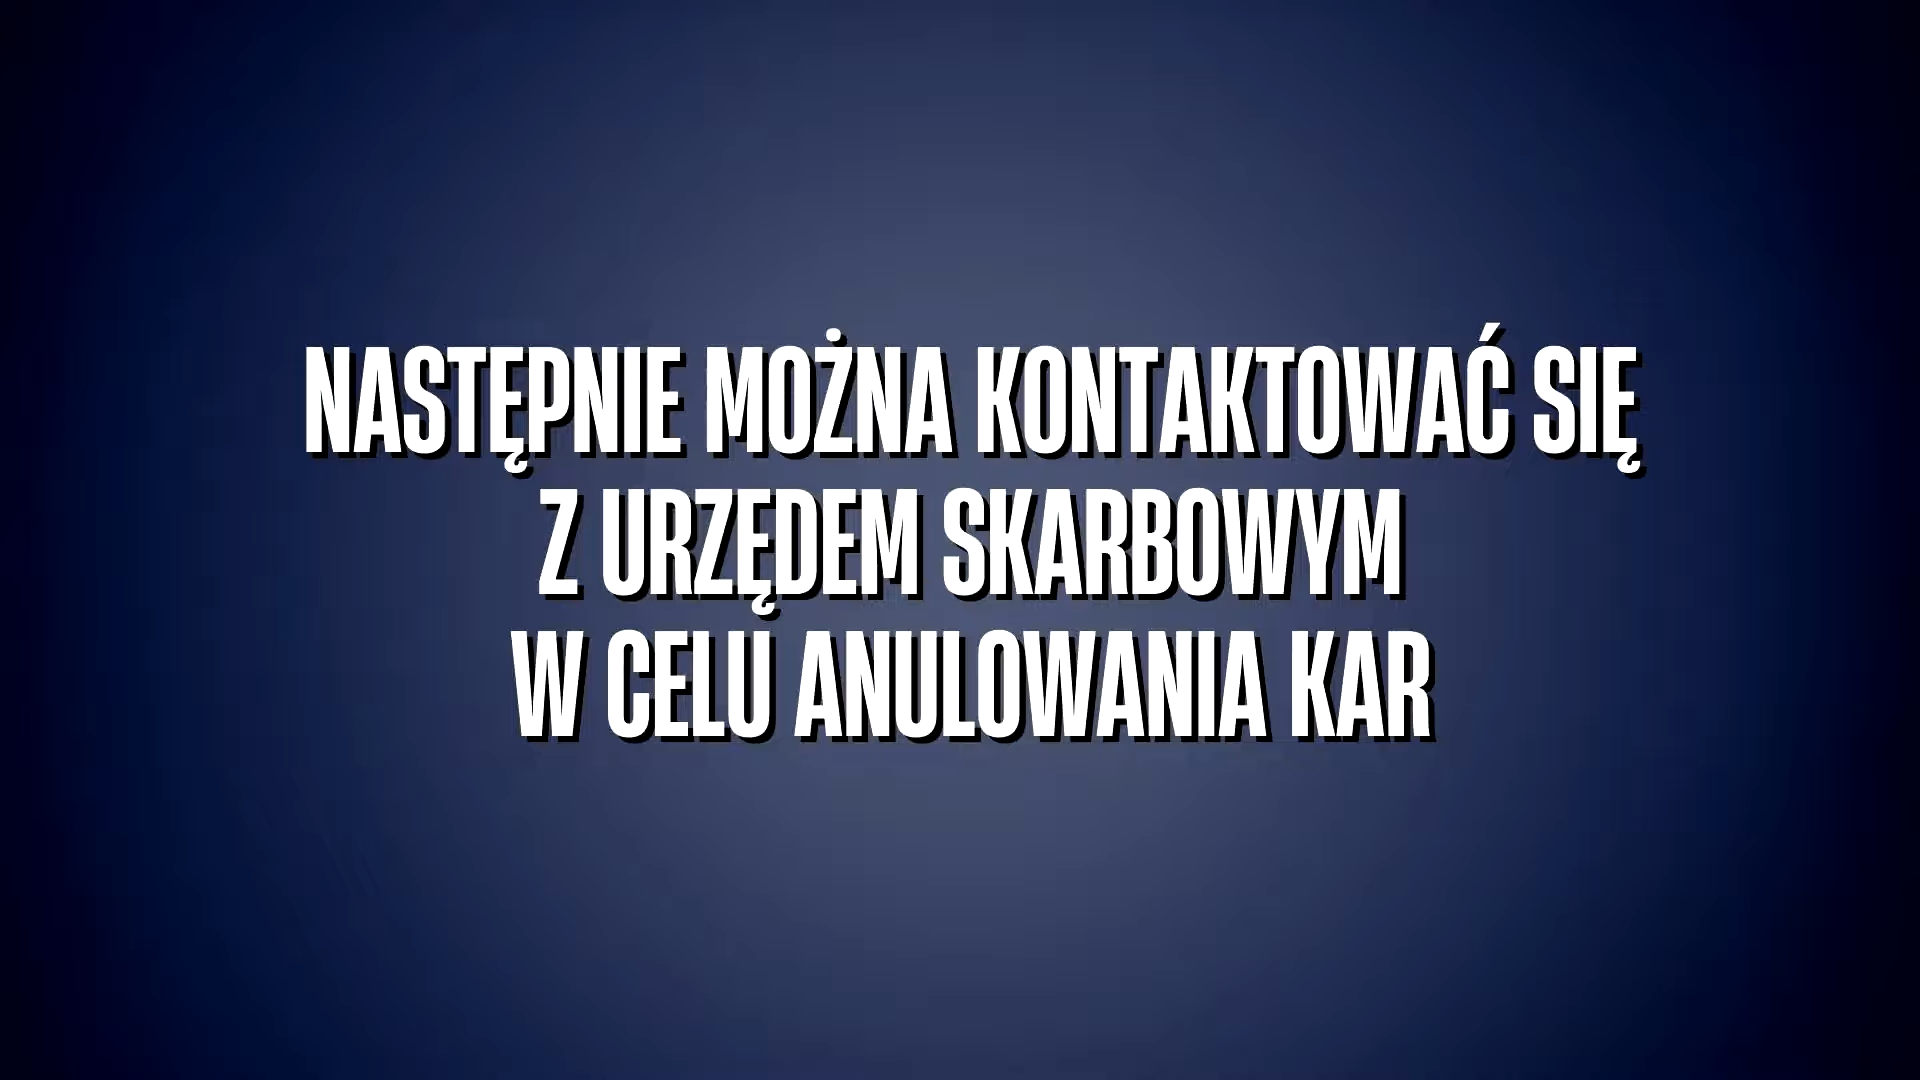 NASTĘPNIE MOŻNA KONTAKTOWAĆ SIĘ
Z URZĘDEM SKARBOWYM
W CELU ANULOWANIA KAR